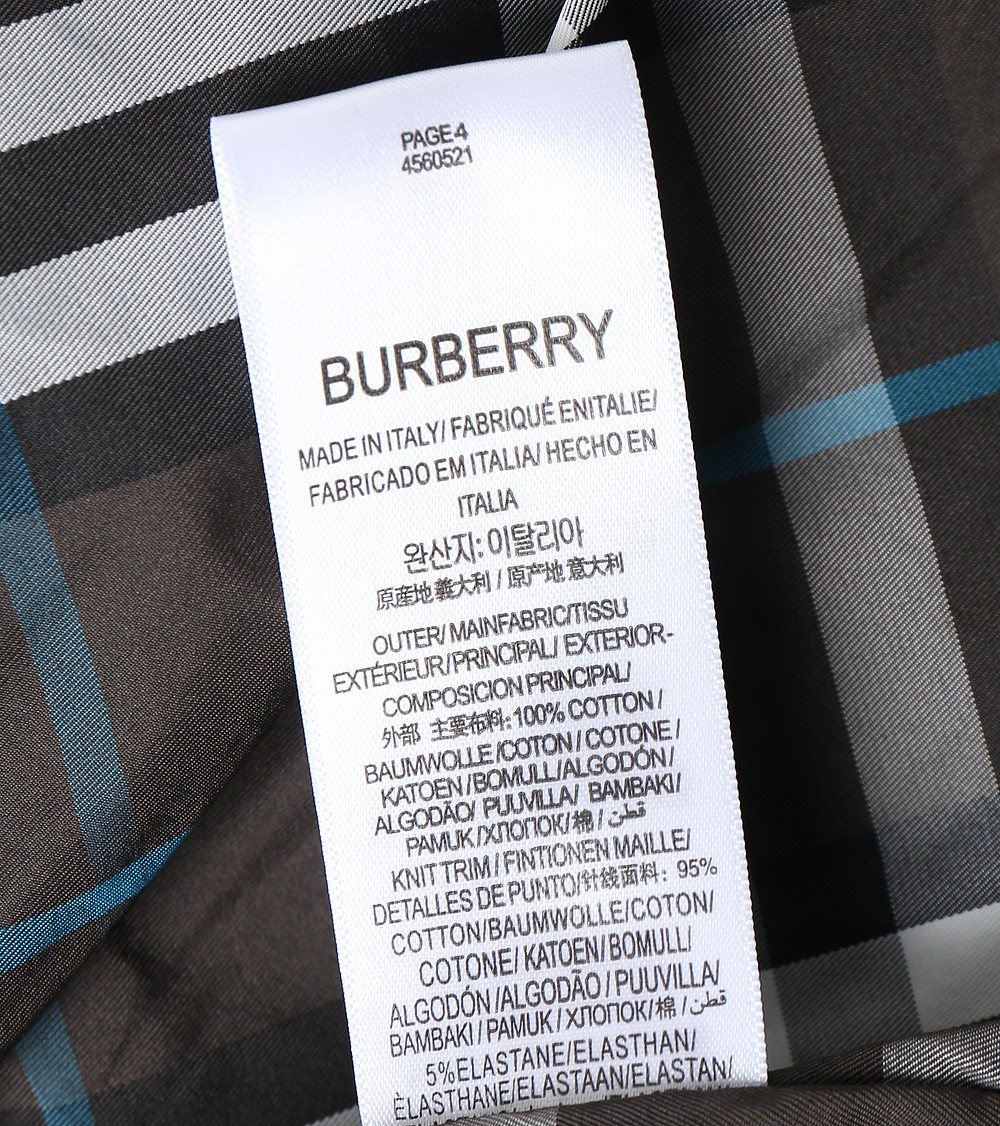 PAGE 4
4560521
BURBERRY
MADE IN ITALY/ FABRIQUÉ ENITALIE/
FABRICADO EM ITALIA/ HECHO EN
ITALIA
완산지: 이탈리아
原産地 義大利 / 原产地 意大利
OUTER/ MAINFABRIC/TISSU
EXTÉRIEUR/PRINCIPAL/ EXTERIOR-
COMPOSICION PRINCIPAL/
外部 主要布料:100% COTTON /
BAUMWOLLE/COTON / COTONE /
KATOEN / BOMULL/ALGODÓN/
ALGODÃO/ PUUVILLA/ BAMBAKI/
PAMUK/ХЛОПОК/棉 / قطن
KNIT TRIM / FINTIONEN MAILLE/
DETALLES DE PUNTO/针线面料: 95%
COTTON/BAUMWOLLE/COTON/
COTONE/ KATOEN/ BOMULL/
ALGODÓN /ALGODÃO / PUUVILLA/
BAMBAKI / PAMUK / ХЛОПОК/棉 / قطن
5%ELASTANE/ELASTHAN/
ÈLASTHANE/ELASTAAN/ELASTAN/